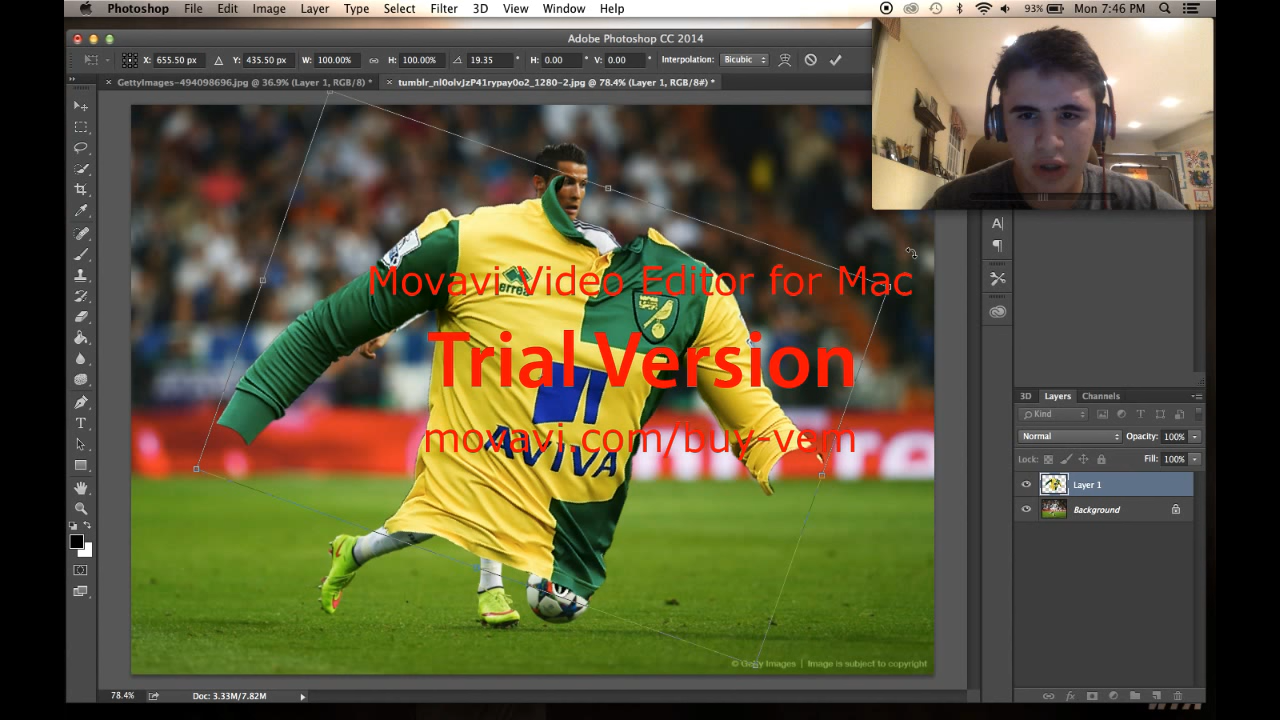 Photoshop File Edit Image Layer Type Select Filter 3D View Window Help 93% Mon 7:46 PM
Adobe Photoshop CC 2014
X: 655.50 px Y: 435.50 px W: 100.00% H: 100.00% 19.35 ° H: 0.00 ° V: 0.00 ° Interpolation: Bicubic
× GettyImages-494098696.jpg @ 36.9% (Layer 1, RGB/8) * × tumblr_nl0olvJzP41rypay0o2_1280-2.jpg @ 78.4% (Layer 1, RGB/8#) *
errea
Movavi Video Editor for Mac
Trial Version
movavi.com/buy-vem
AVIVA
© Getty Images | Image is subject to copyright
3D Layers Channels
Kind
Normal Opacity: 100%
Lock: Fill: 100%
Layer 1
Background
78.4% Doc: 3.33M/7.82M